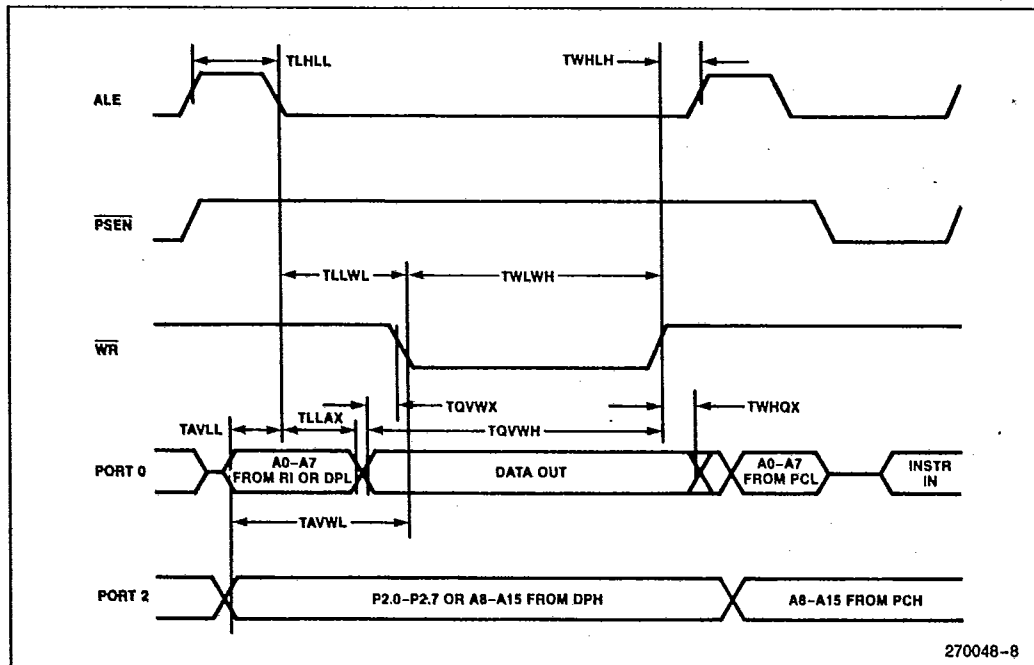 TLHLL
TWHLH
ALE
PSEN
TLLWL
TWLWH
WR
TQVWX
TWHQX
TAVLL
TLLAX
TQVWH
PORT 0
A0–A7
FROM RI OR DPL
DATA OUT
A0–A7
FROM PCL
INSTR
IN
TAVWL
PORT 2
P2.0–P2.7 OR A8–A15 FROM DPH
A8–A15 FROM PCH
270048–8